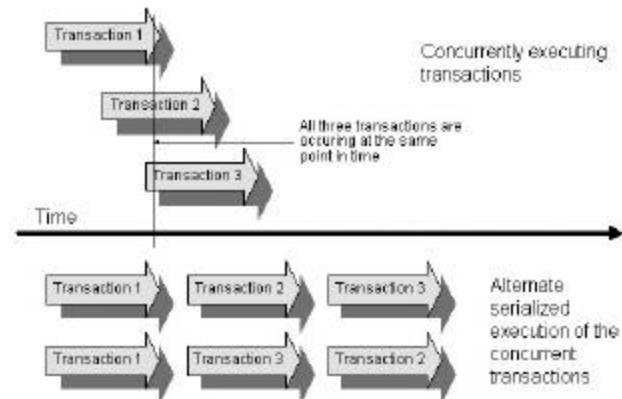 Transaction 1
Concurrently executing
transactions
Transaction 2
All three transactions are
occuring at the same
point in time
Transaction 3
Time
Transaction 1
Transaction 2
Transaction 3
Alternate
serialized
execution of the
concurrent
transactions
Transaction 1
Transaction 3
Transaction 2